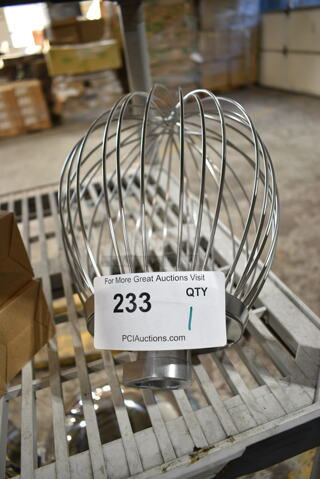 For More Great Auctions Visit
233 QTY
1
PCIAuctions.com